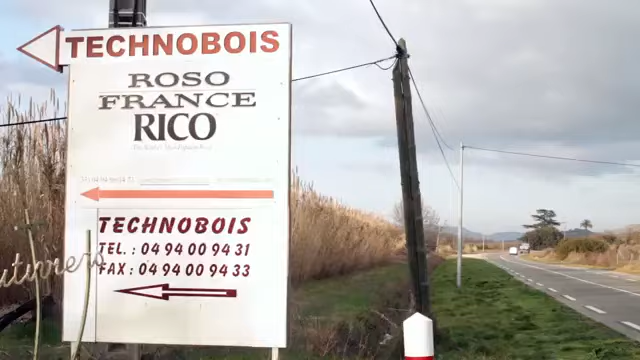 TECHNOBOIS
ROSO
FRANCE
RICO
TECHNOBOIS
TEL. : 04 94 00 94 31
FAX : 04 94 00 94 33